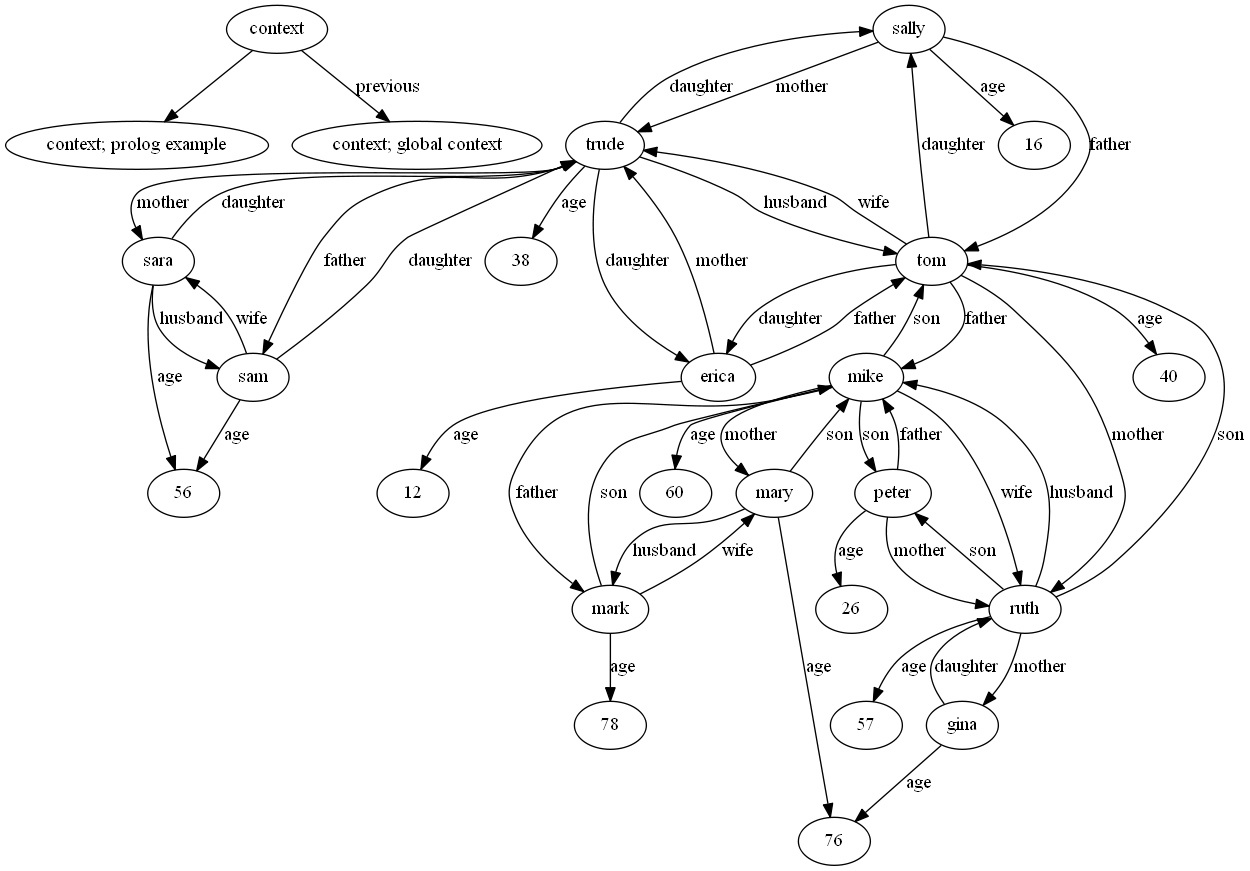 context
sally
previous
daughter
mother
age
context; prolog example
context; global context
trude
16
daughter
father
mother
daughter
age
husband
wife
sara
father
daughter
38
daughter
mother
tom
husband
wife
daughter
father
son
father
age
age
sam
erica
mike
40
age
age
age
mother
son
son
father
mother
son
56
12
father
son
60
mary
peter
wife
husband
husband
wife
age
mother
son
mark
26
ruth
age
age
age
daughter
mother
78
57
gina
age
76